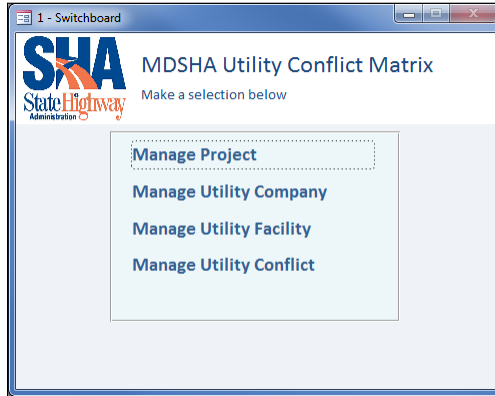 1 - Switchboard
SHA
State Highway
Administration
MDSHA Utility Conflict Matrix
Make a selection below
Manage Project
Manage Utility Company
Manage Utility Facility
Manage Utility Conflict